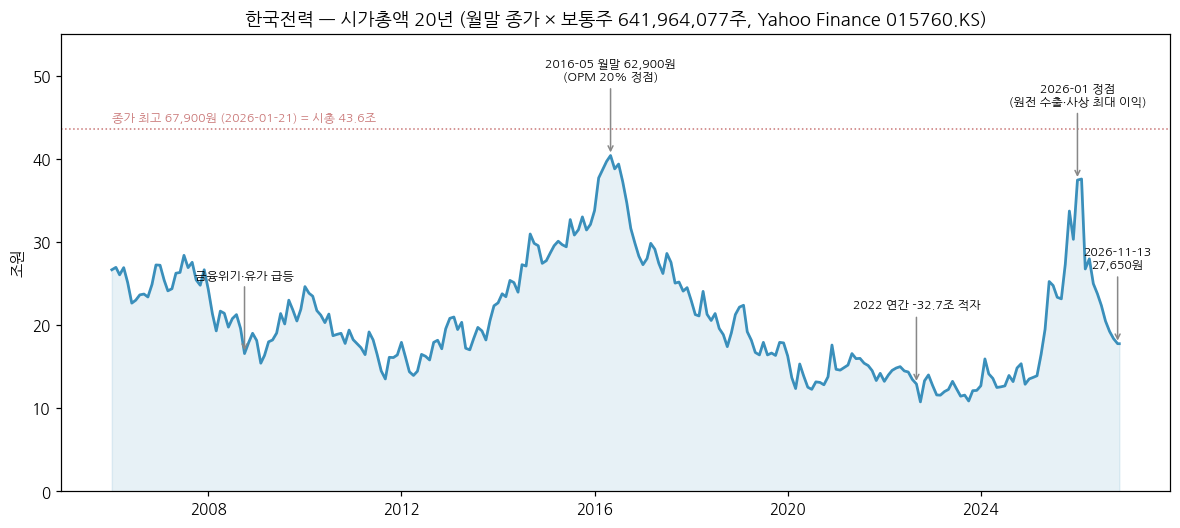 한국전력 — 시가총액 20년 (월말 종가 × 보통주 641,964,077주, Yahoo Finance 015760.KS)
2016-05 월말 62,900원
(OPM 20% 정점)
2026-01 정점
(원전 수출·사상 최대 이익)
종가 최고 67,900원 (2026-01-21) = 시총 43.6조
2026-11-13
27,650원
금융위기·유가 급등
2022 연간 -32.7조 적자
조원
50
40
30
20
10
0
2008
2012
2016
2020
2024